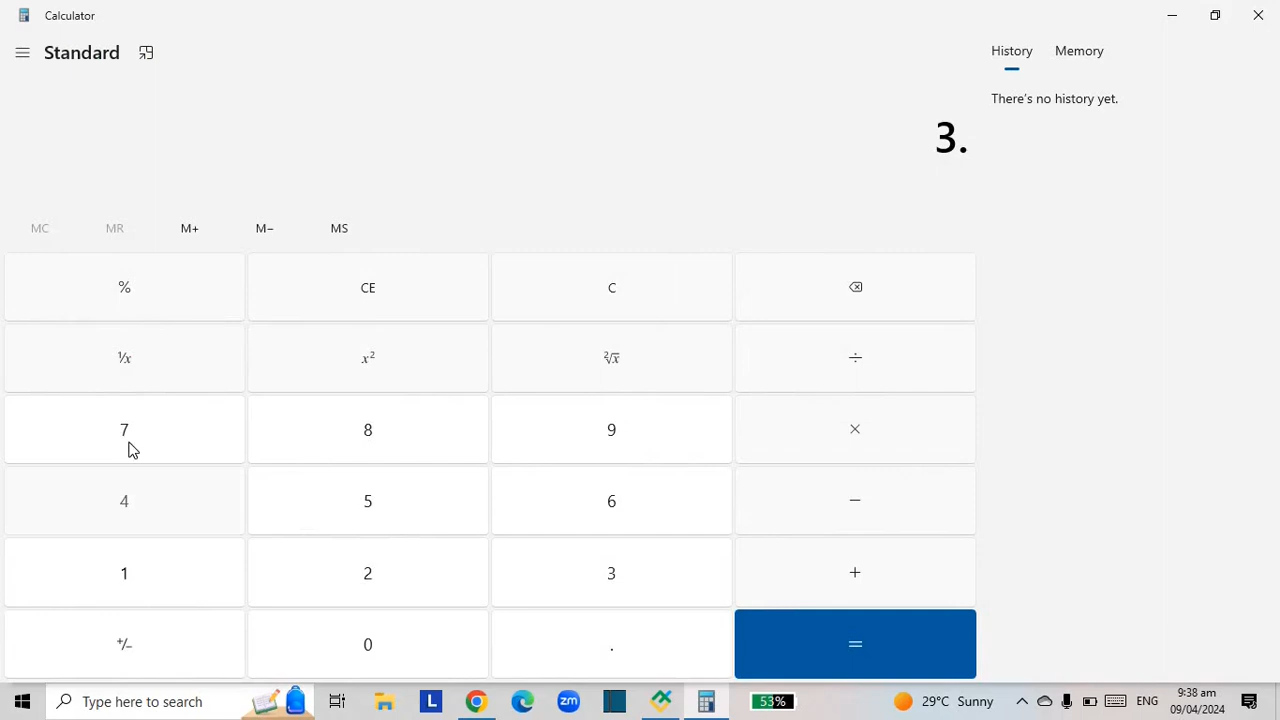 Calculator
Standard
History Memory
There's no history yet.
3.
MC MR M+ M− MS
% CE C
¹⁄x x² ²√x ÷
7 8 9 ×
4 5 6 −
1 2 3 +
⁺⁄₋ 0 . =
Type here to search
L
zm
53%
29°C Sunny
ENG
9:38 am
09/04/2024